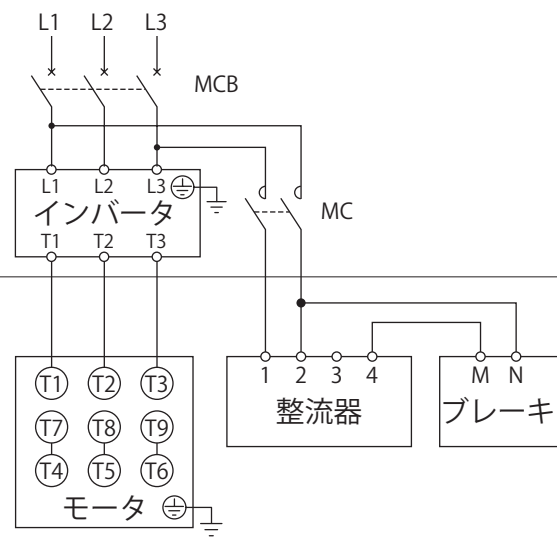 L1 L2 L3
MCB
L1 L2 L3
インバータ
T1 T2 T3
MC
T1 T2 T3
T7 T8 T9
T4 T5 T6
モータ
1 2 3 4
整流器
M N
ブレーキ